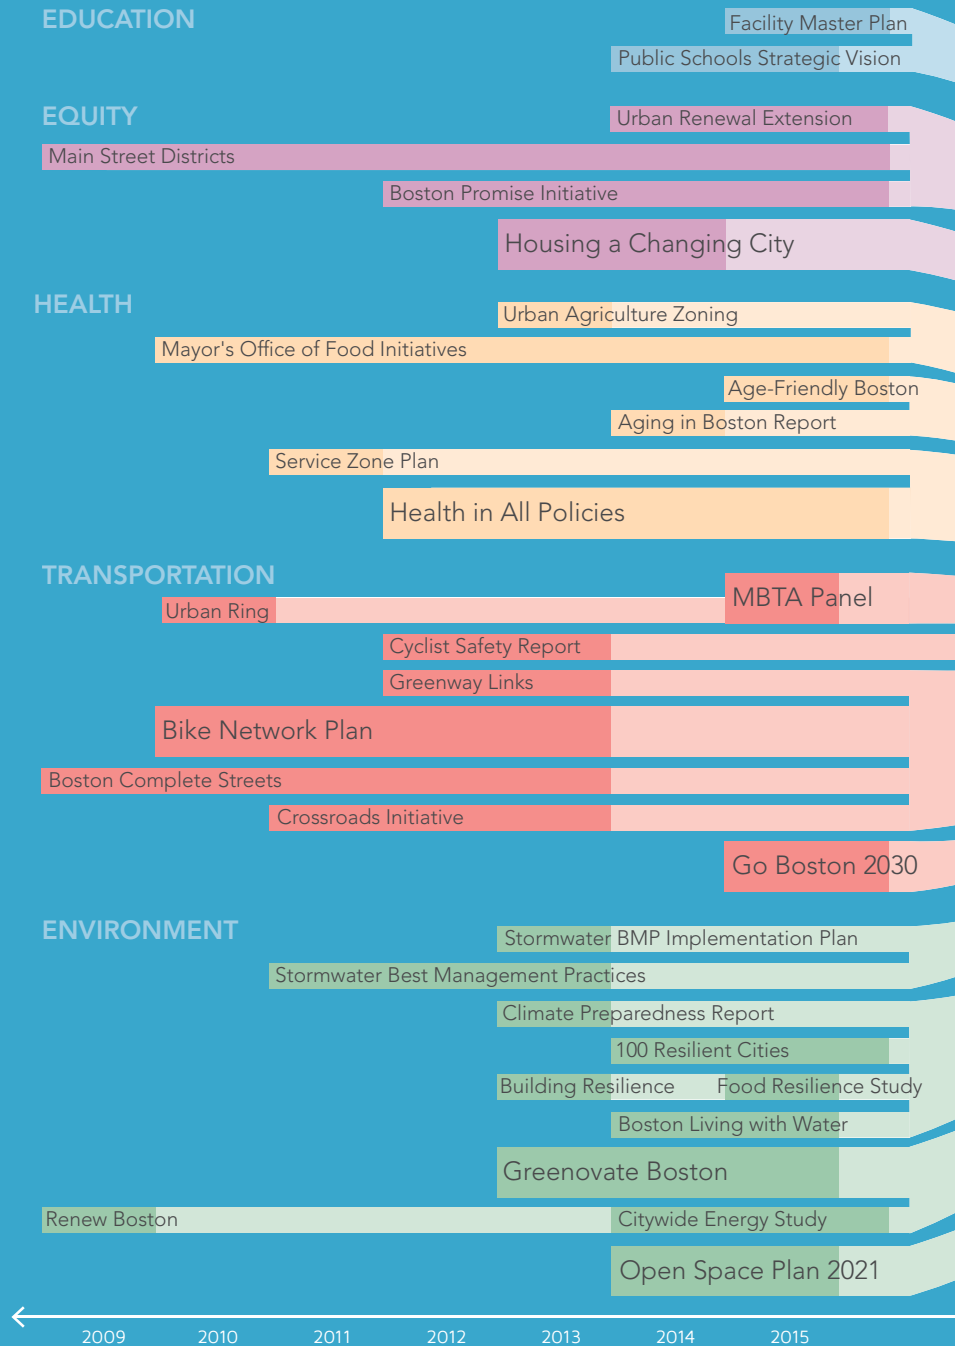 EDUCATION
Facility Master Plan
Public Schools Strategic Vision
EQUITY
Urban Renewal Extension
Main Street Districts
Boston Promise Initiative
Housing a Changing City
HEALTH
Urban Agriculture Zoning
Mayor's Office of Food Initiatives
Age-Friendly Boston
Aging in Boston Report
Service Zone Plan
Health in All Policies
TRANSPORTATION
MBTA Panel
Urban Ring
Cyclist Safety Report
Greenway Links
Bike Network Plan
Boston Complete Streets
Crossroads Initiative
Go Boston 2030
ENVIRONMENT
Stormwater BMP Implementation Plan
Stormwater Best Management Practices
Climate Preparedness Report
100 Resilient Cities
Building Resilience Food Resilience Study
Boston Living with Water
Greenovate Boston
Renew Boston Citywide Energy Study
Open Space Plan 2021
2009 2010 2011 2012 2013 2014 2015